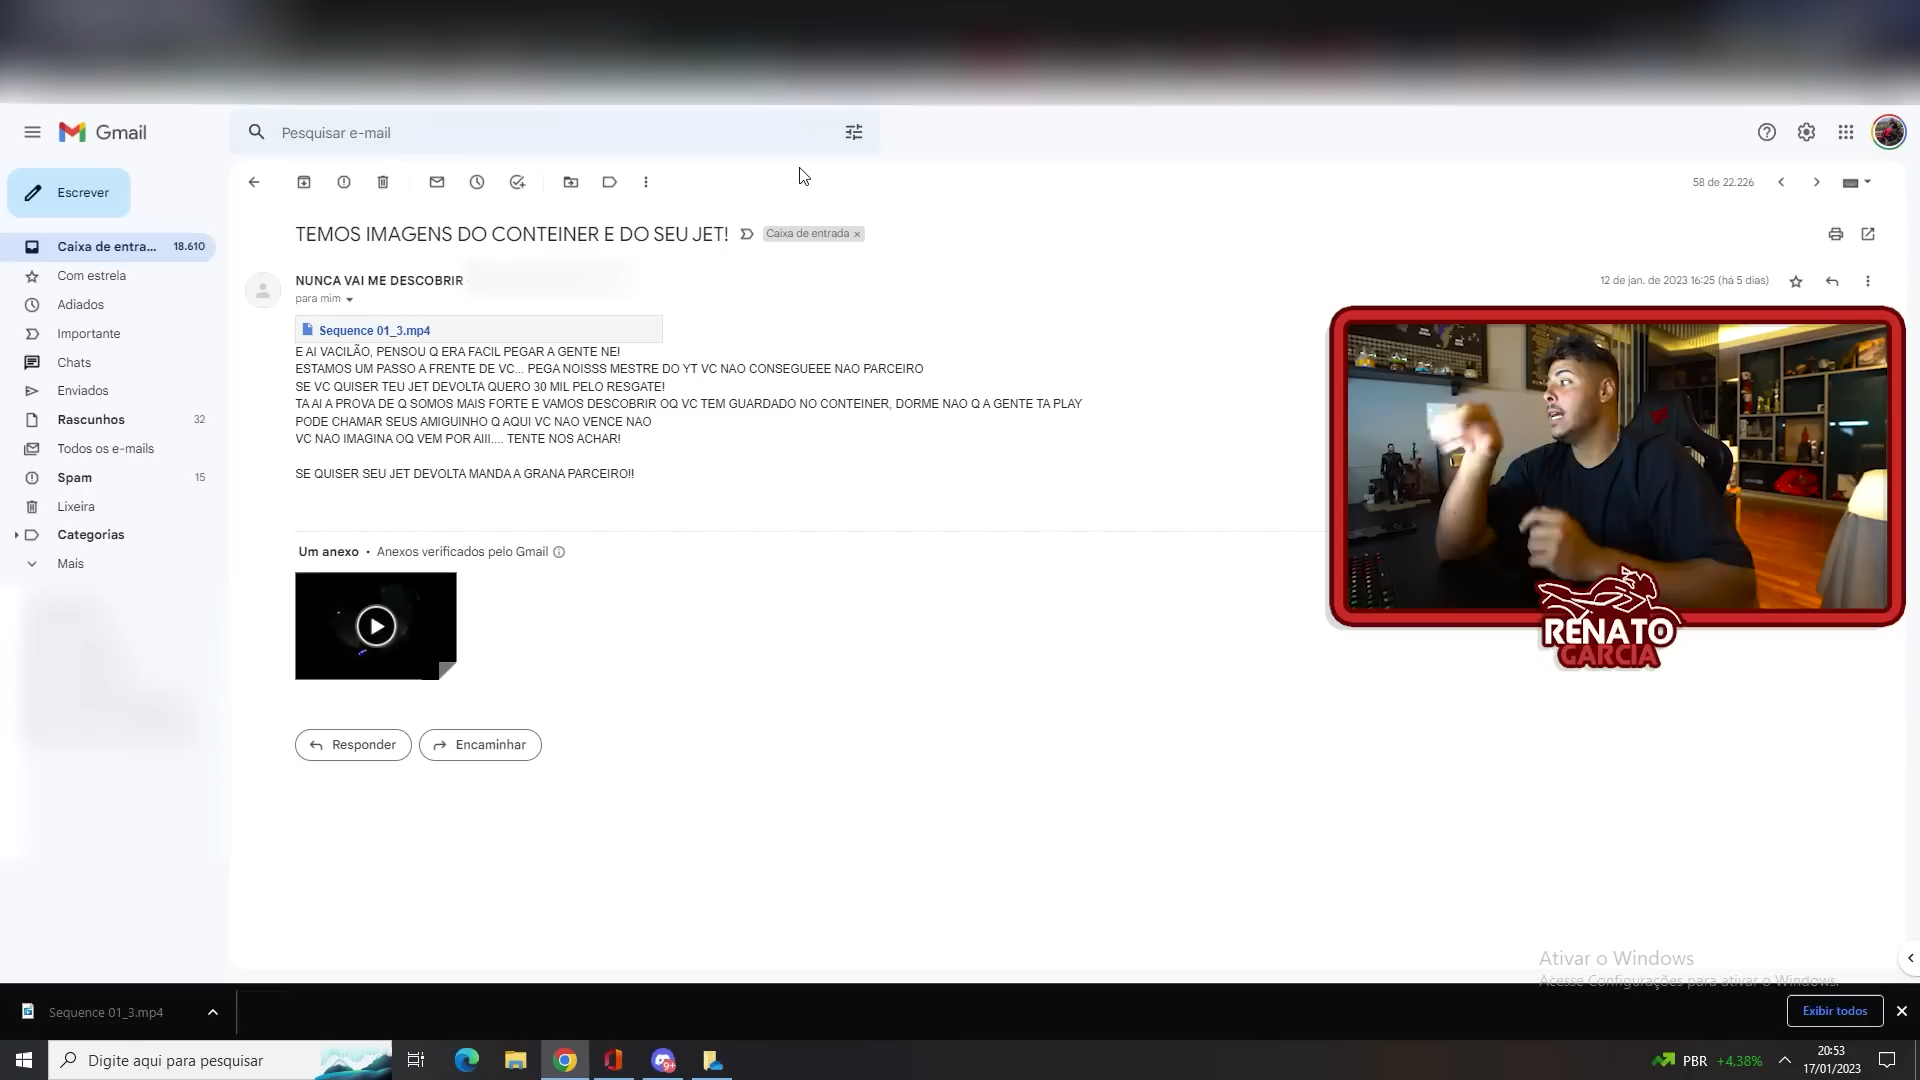 Gmail
Pesquisar e-mail
Escrever
58 de 22.226
Caixa de entra... 18.610
Com estrela
Adiados
Importante
Chats
Enviados
Rascunhos 32
Todos os e-mails
Spam 15
Lixeira
Categorias
Mais
TEMOS IMAGENS DO CONTEINER E DO SEU JET!
Caixa de entrada x
NUNCA VAI ME DESCOBRIR
12 de jan. de 2023 16:25 (há 5 dias)
para mim
Sequence 01_3.mp4
E AI VACILÃO, PENSOU Q ERA FACIL PEGAR A GENTE NE!
ESTAMOS UM PASSO A FRENTE DE VC... PEGA NOISSS MESTRE DO YT VC NAO CONSEGUEEE NAO PARCEIRO
SE VC QUISER TEU JET DEVOLTA QUERO 30 MIL PELO RESGATE!
TA AI A PROVA DE Q SOMOS MAIS FORTE E VAMOS DESCOBRIR OQ VC TEM GUARDADO NO CONTEINER, DORME NAO Q A GENTE TA PLAY
PODE CHAMAR SEUS AMIGUINHO Q AQUI VC NAO VENCE NAO
VC NAO IMAGINA OQ VEM POR AIII.... TENTE NOS ACHAR!
SE QUISER SEU JET DEVOLTA MANDA A GRANA PARCEIRO!!
Um anexo • Anexos verificados pelo Gmail
Responder
Encaminhar
RENATO
GARCIA
Ativar o Windows
Acesse Configurações para ativar o Windows.
Sequence 01_3.mp4
Exibir todos
Digite aqui para pesquisar
9+
PBR +4,38%
20:53
17/01/2023